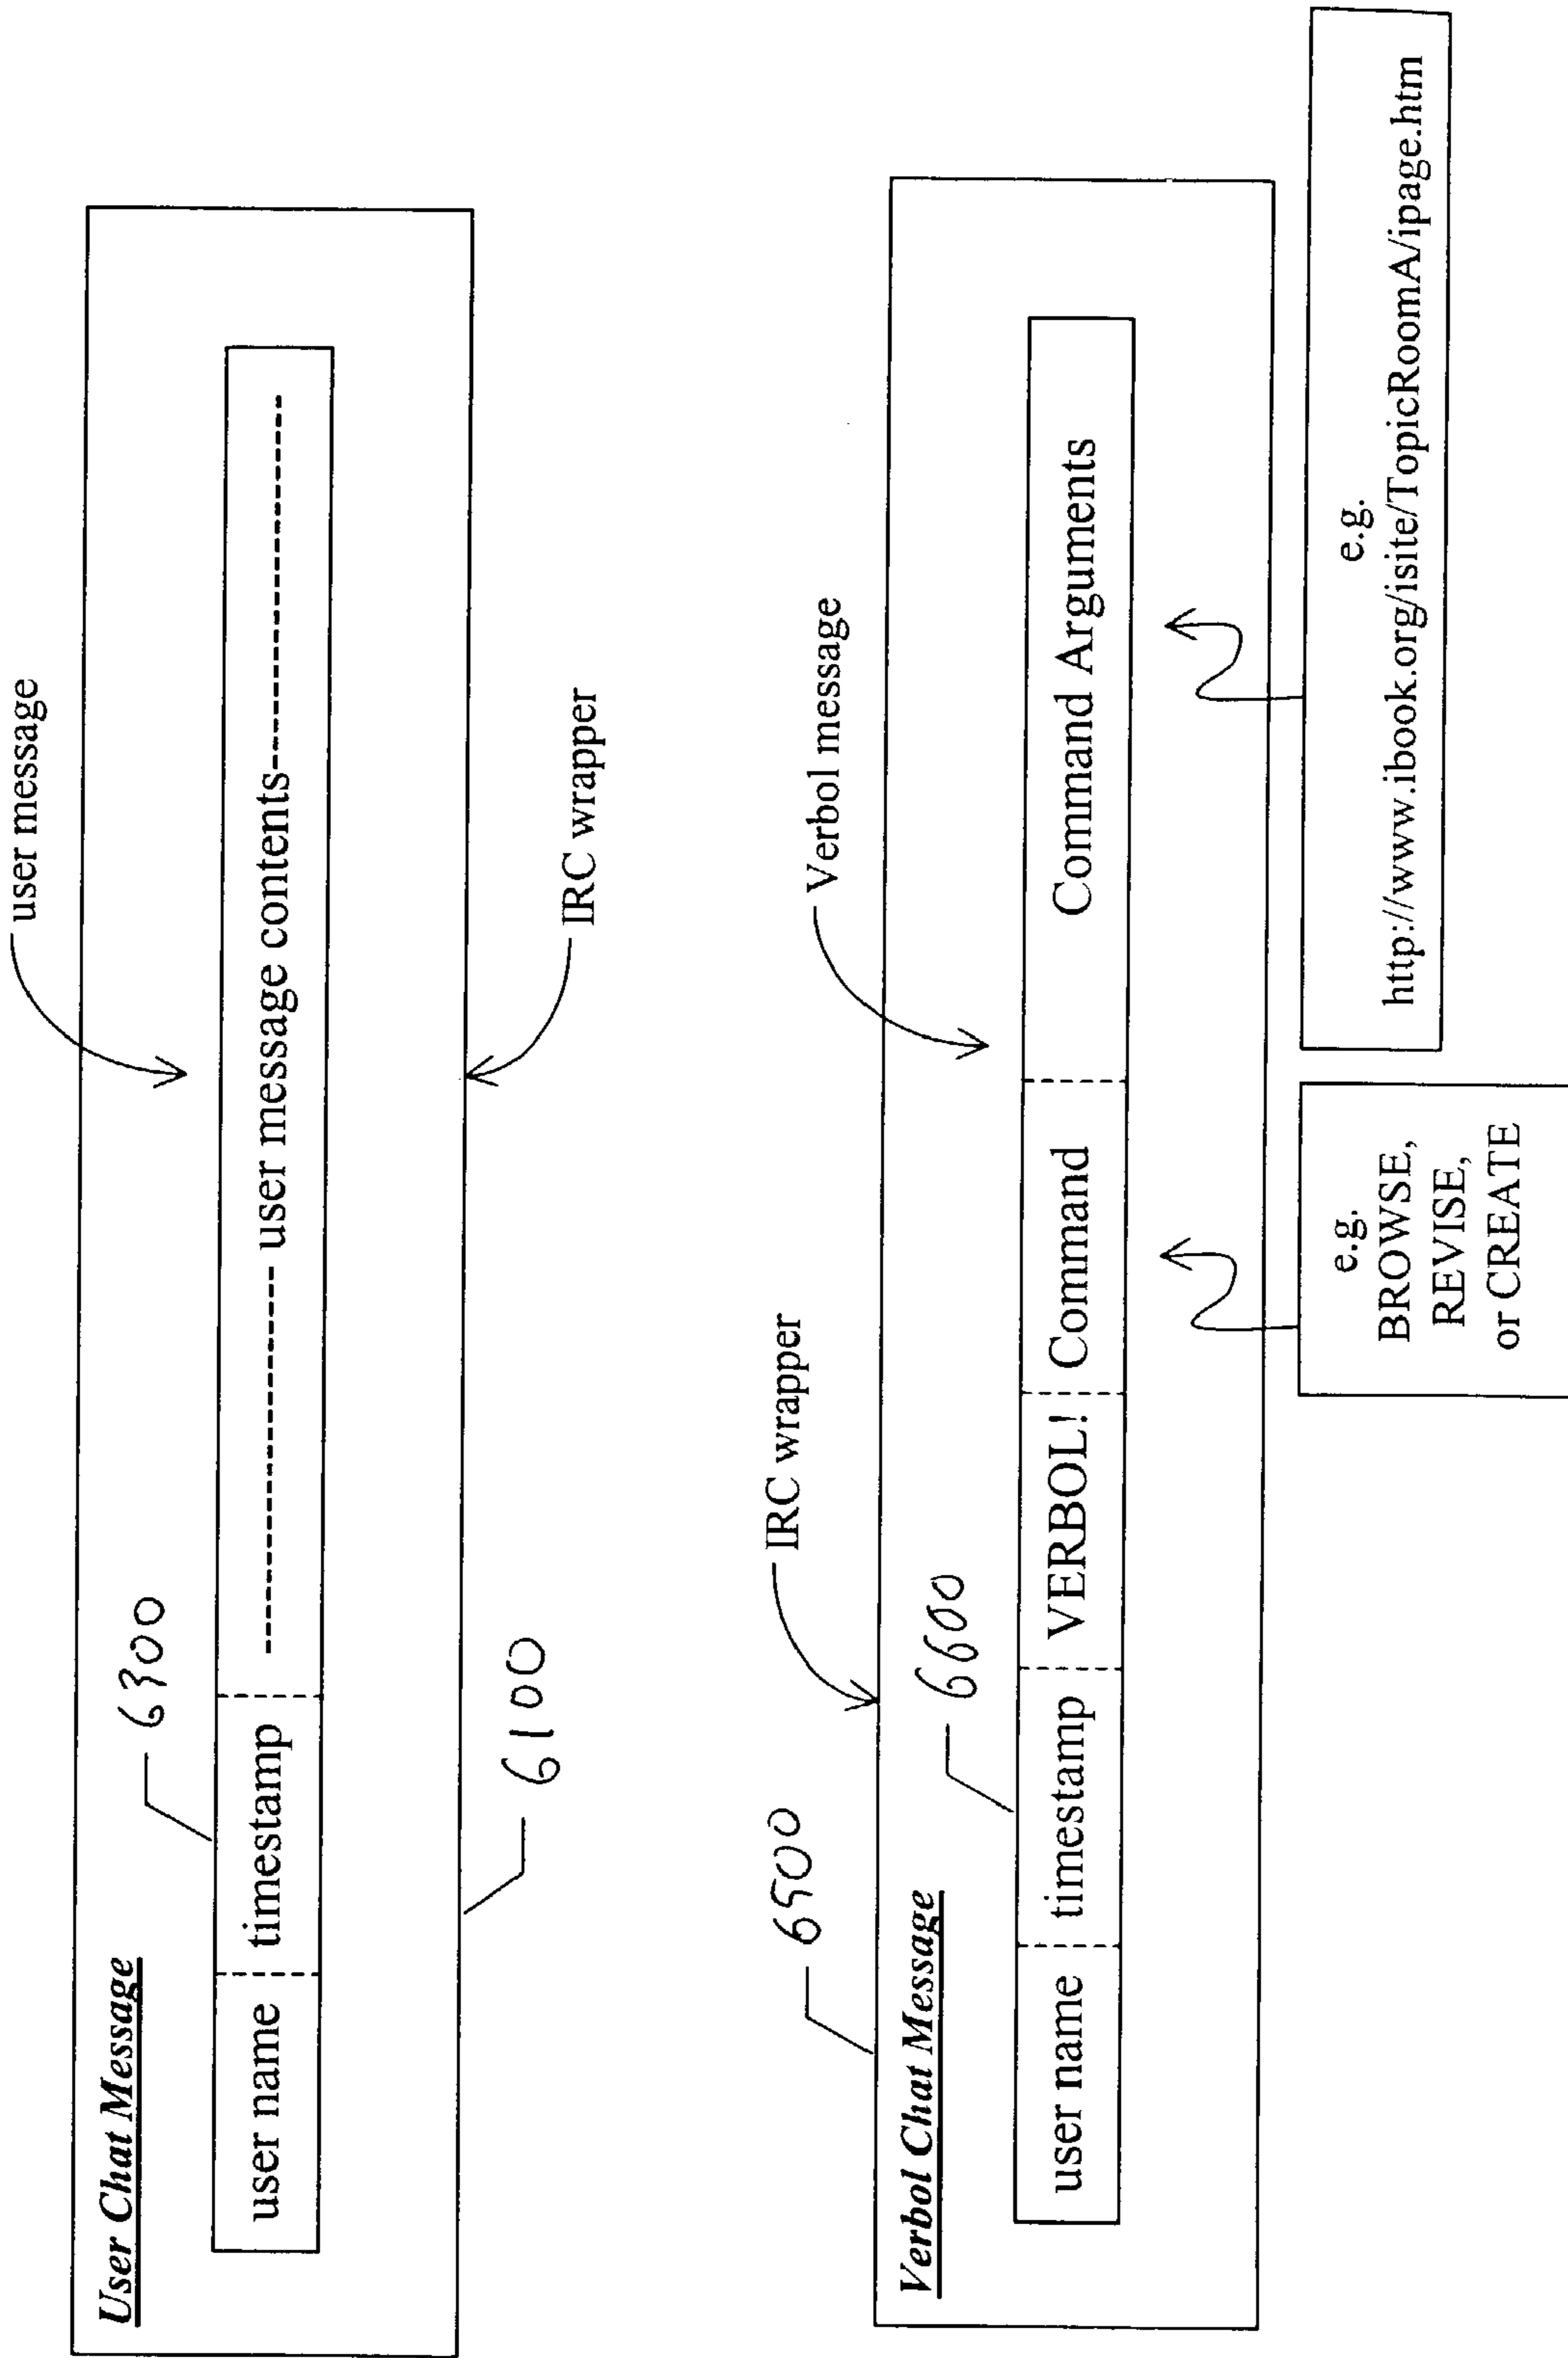 user message
User Chat Message
6300
user name
timestamp
---------------------- user message contents----------------------
6100
IRC wrapper
6500
IRC wrapper
Verbol message
Verbol Chat Message
6600
user name
timestamp
VERBOL!
Command
Command Arguments
e.g.
BROWSE,
REVISE,
or CREATE
e.g.
http://www.ibook.org/isite/TopicRoomA/ipage.htm